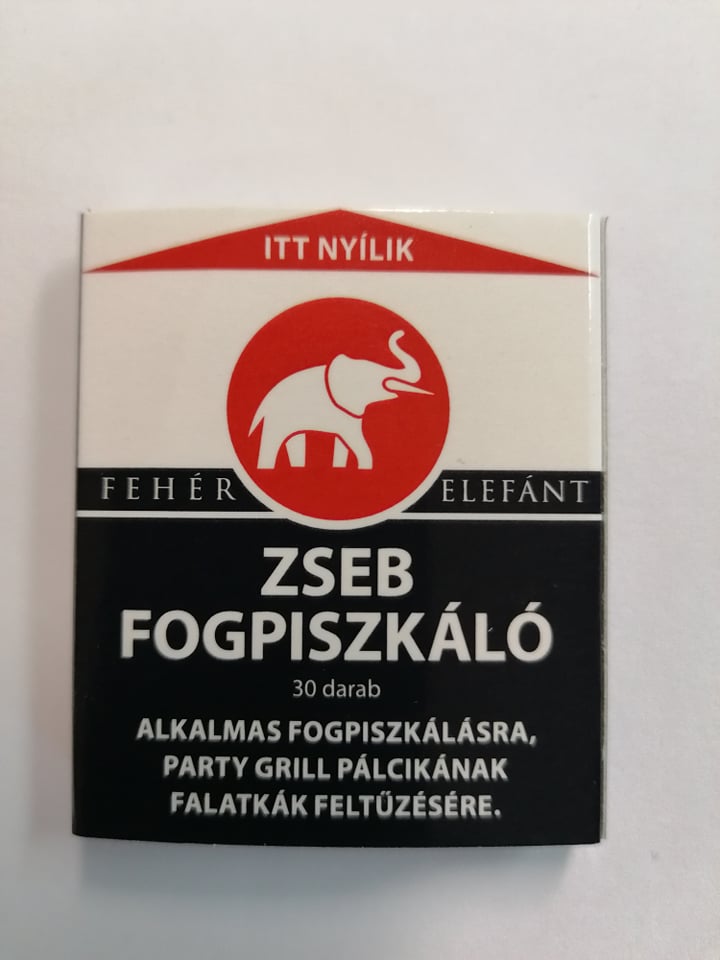 ITT NYÍLIK
FEHÉR ELEFÁNT
ZSEB
FOGPISZKÁLÓ
30 darab
ALKALMAS FOGPISZKÁLÁSRA,
PARTY GRILL PÁLCIKÁNAK
FALATKÁK FELTŰZÉSÉRE.